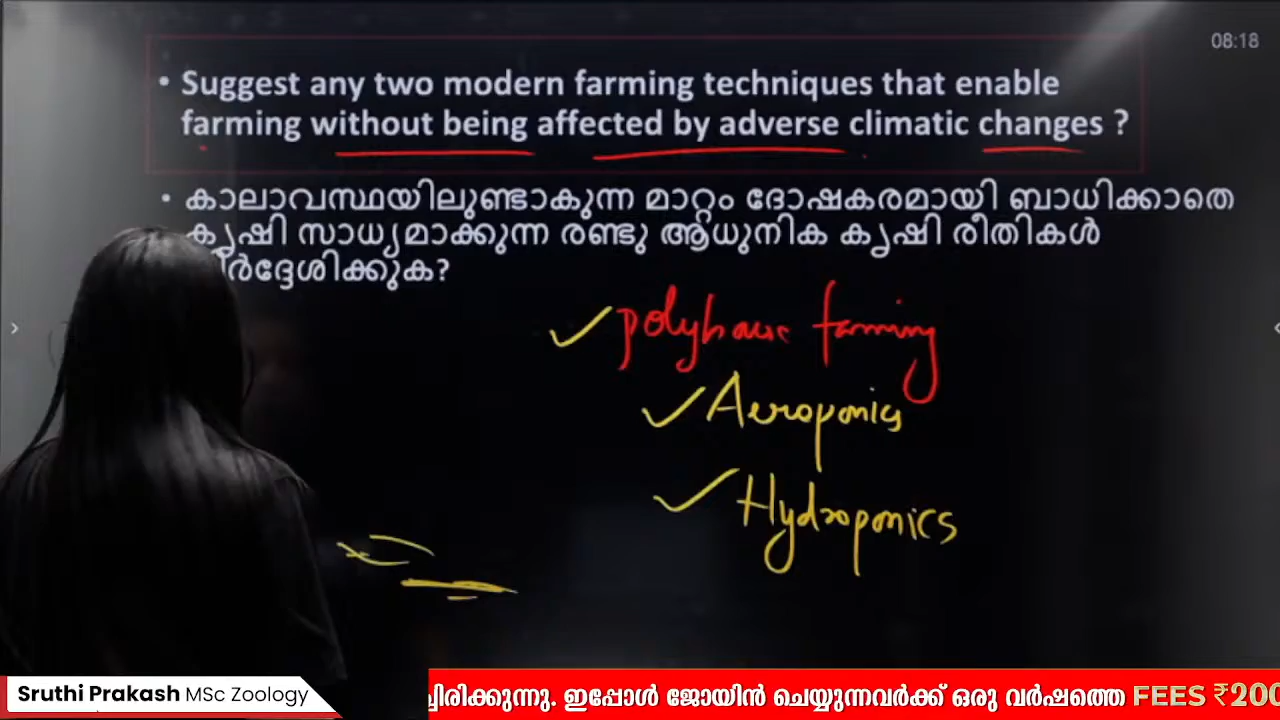 08:18
• Suggest any two modern farming techniques that enable
farming without being affected by adverse climatic changes ?
• കാലാവസ്ഥയിലുണ്ടാകുന്ന മാറ്റം ദോഷകരമായി ബാധിക്കാതെ
കൃഷി സാധ്യമാക്കുന്ന രണ്ടു ആധുനിക കൃഷി രീതികൾ
ർദ്ദേശിക്കുക?
polyhouse farming
Aeroponics
Hydroponics
Sruthi Prakash MSc Zoology
ച്ചിരിക്കുന്നു. ഇപ്പോൾ ജോയിൻ ചെയ്യുന്നവർക്ക് ഒരു വർഷത്തെ FEES ₹200